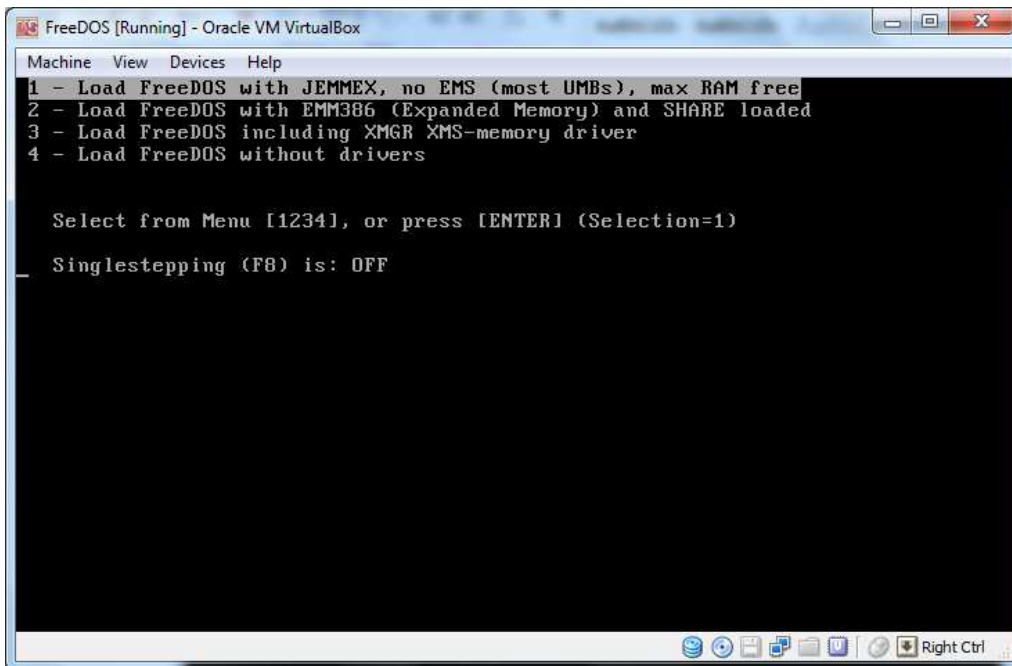 FreeDOS [Running] - Oracle VM VirtualBox
Machine View Devices Help
1 - Load FreeDOS with JEMMEX, no EMS (most UMBs), max RAM free
2 - Load FreeDOS with EMM386 (Expanded Memory) and SHARE loaded
3 - Load FreeDOS including XMGR XMS-memory driver
4 - Load FreeDOS without drivers
Select from Menu [1234], or press [ENTER] (Selection=1)
Singlestepping (F8) is: OFF
Right Ctrl